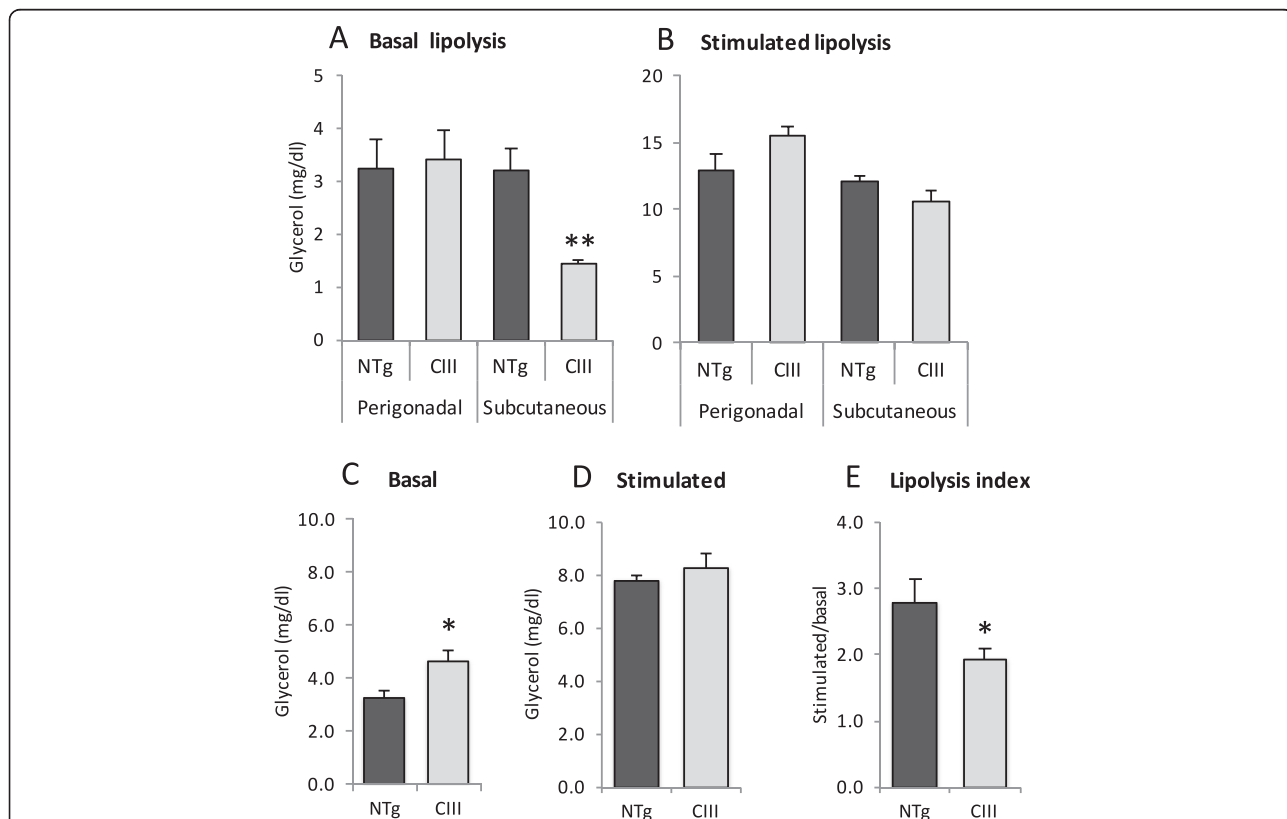 A Basal lipolysis
5
4
3
2
1
0
Glycerol (mg/dl)
**
NTg CIII NTg CIII
Perigonadal Subcutaneous
B Stimulated lipolysis
20
15
10
5
0
NTg CIII NTg CIII
Perigonadal Subcutaneous
C Basal
10.0
8.0
6.0
4.0
2.0
0.0
Glycerol (mg/dl)
*
NTg CIII
D Stimulated
10.0
8.0
6.0
4.0
2.0
0.0
Glycerol (mg/dl)
NTg CIII
E Lipolysis index
4.0
3.0
2.0
1.0
0.0
Stimulated/basal
*
NTg CIII